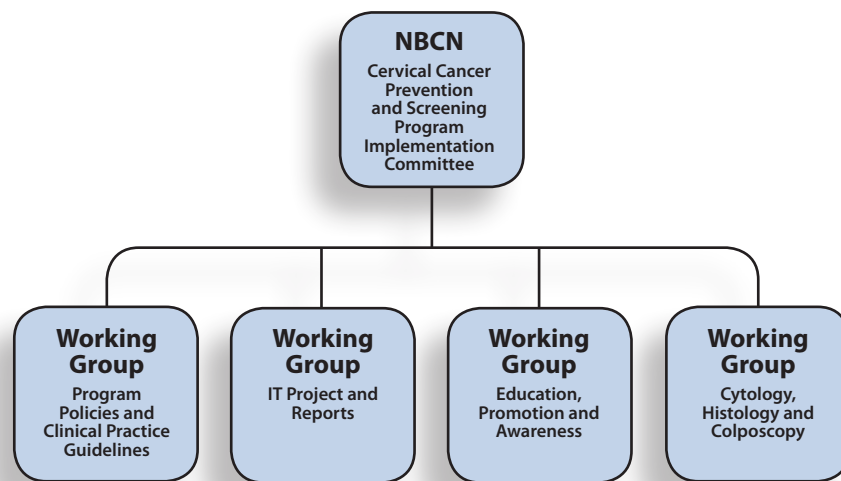 NBCN
Cervical Cancer
Prevention
and Screening
Program
Implementation
Committee
Working
Group
Program
Policies and
Clinical Practice
Guidelines
Working
Group
IT Project and
Reports
Working
Group
Education,
Promotion and
Awareness
Working
Group
Cytology,
Histology and
Colposcopy